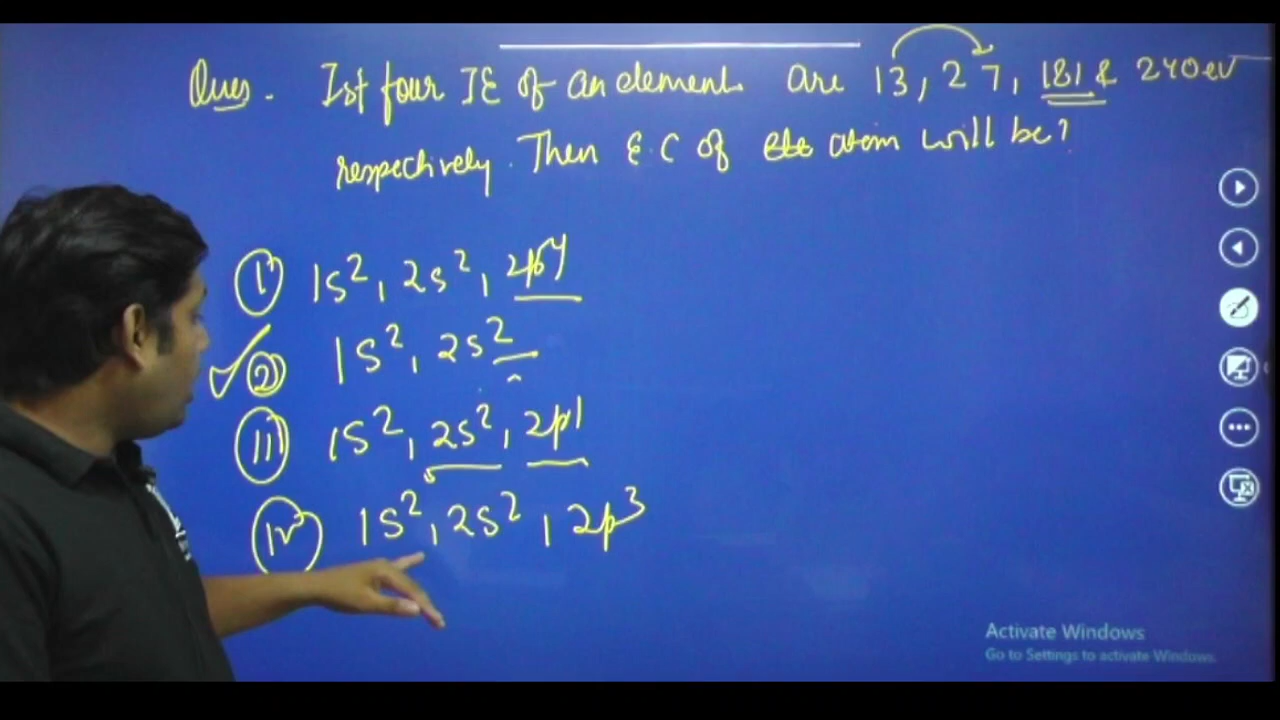 Ques. Ist four IE of an element are 13, 27, 181 & 240 ev
respectively. Then E.C of atom will be?
① 1s², 2s², 2p⁴
② 1s², 2s²
III 1s², 2s², 2p1
IV 1s², 2s², 2p³
Activate Windows
Go to Settings to activate Windows.